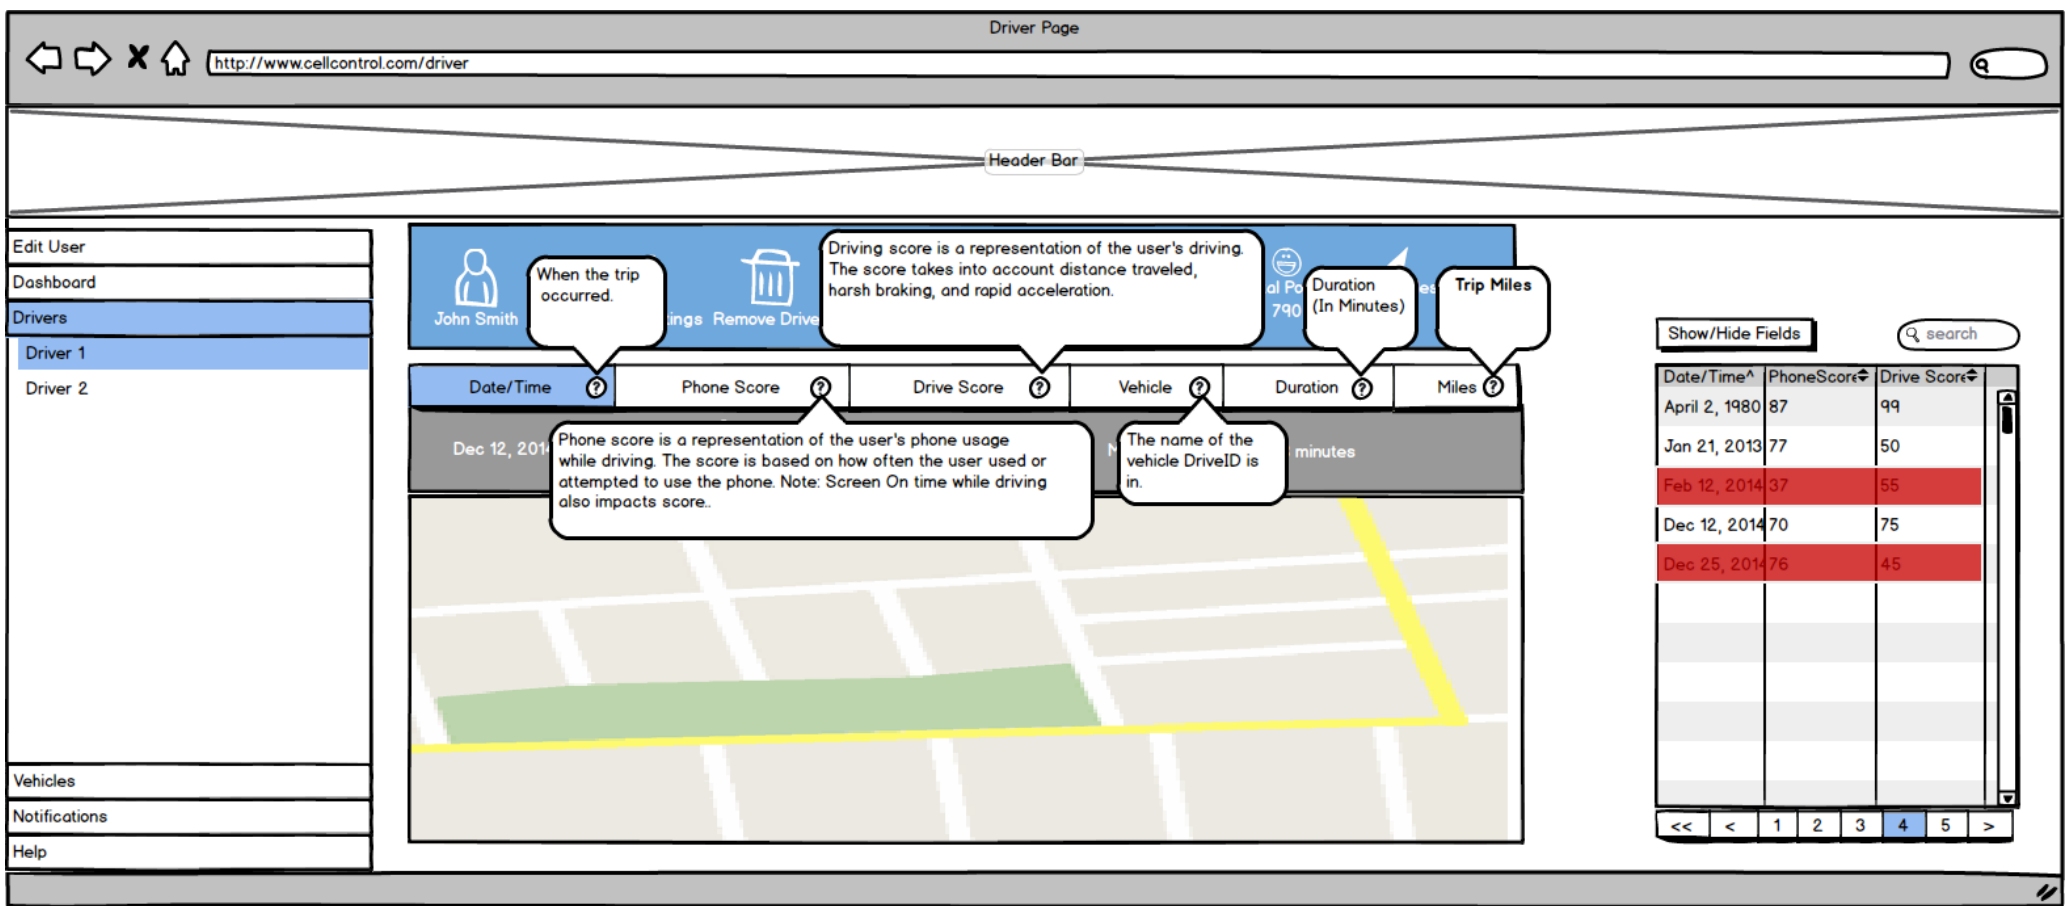 Driver Page
http://www.cellcontrol.com/driver
Header Bar
Edit User
Dashboard
Drivers
Driver 1
Driver 2
Vehicles
Notifications
Help
John Smith
Remove Drive
790
When the trip
occurred.
Driving score is a representation of the user's driving.
The score takes into account distance traveled,
harsh braking, and rapid acceleration.
Duration
(In Minutes)
Trip Miles
Date/Time ?
Phone Score ?
Drive Score ?
Vehicle ?
Duration ?
Miles ?
Dec 12, 201
minutes
Phone score is a representation of the user's phone usage
while driving. The score is based on how often the user used or
attempted to use the phone. Note: Screen On time while driving
also impacts score..
The name of the
vehicle DriveID is
in.
Show/Hide Fields
search
Date/Time^ PhoneScore Drive Score
April 2, 1980 87 99
Jan 21, 2013 77 50
Feb 12, 2014 37 55
Dec 12, 2014 70 75
Dec 25, 2014 76 45
<< < 1 2 3 4 5 >